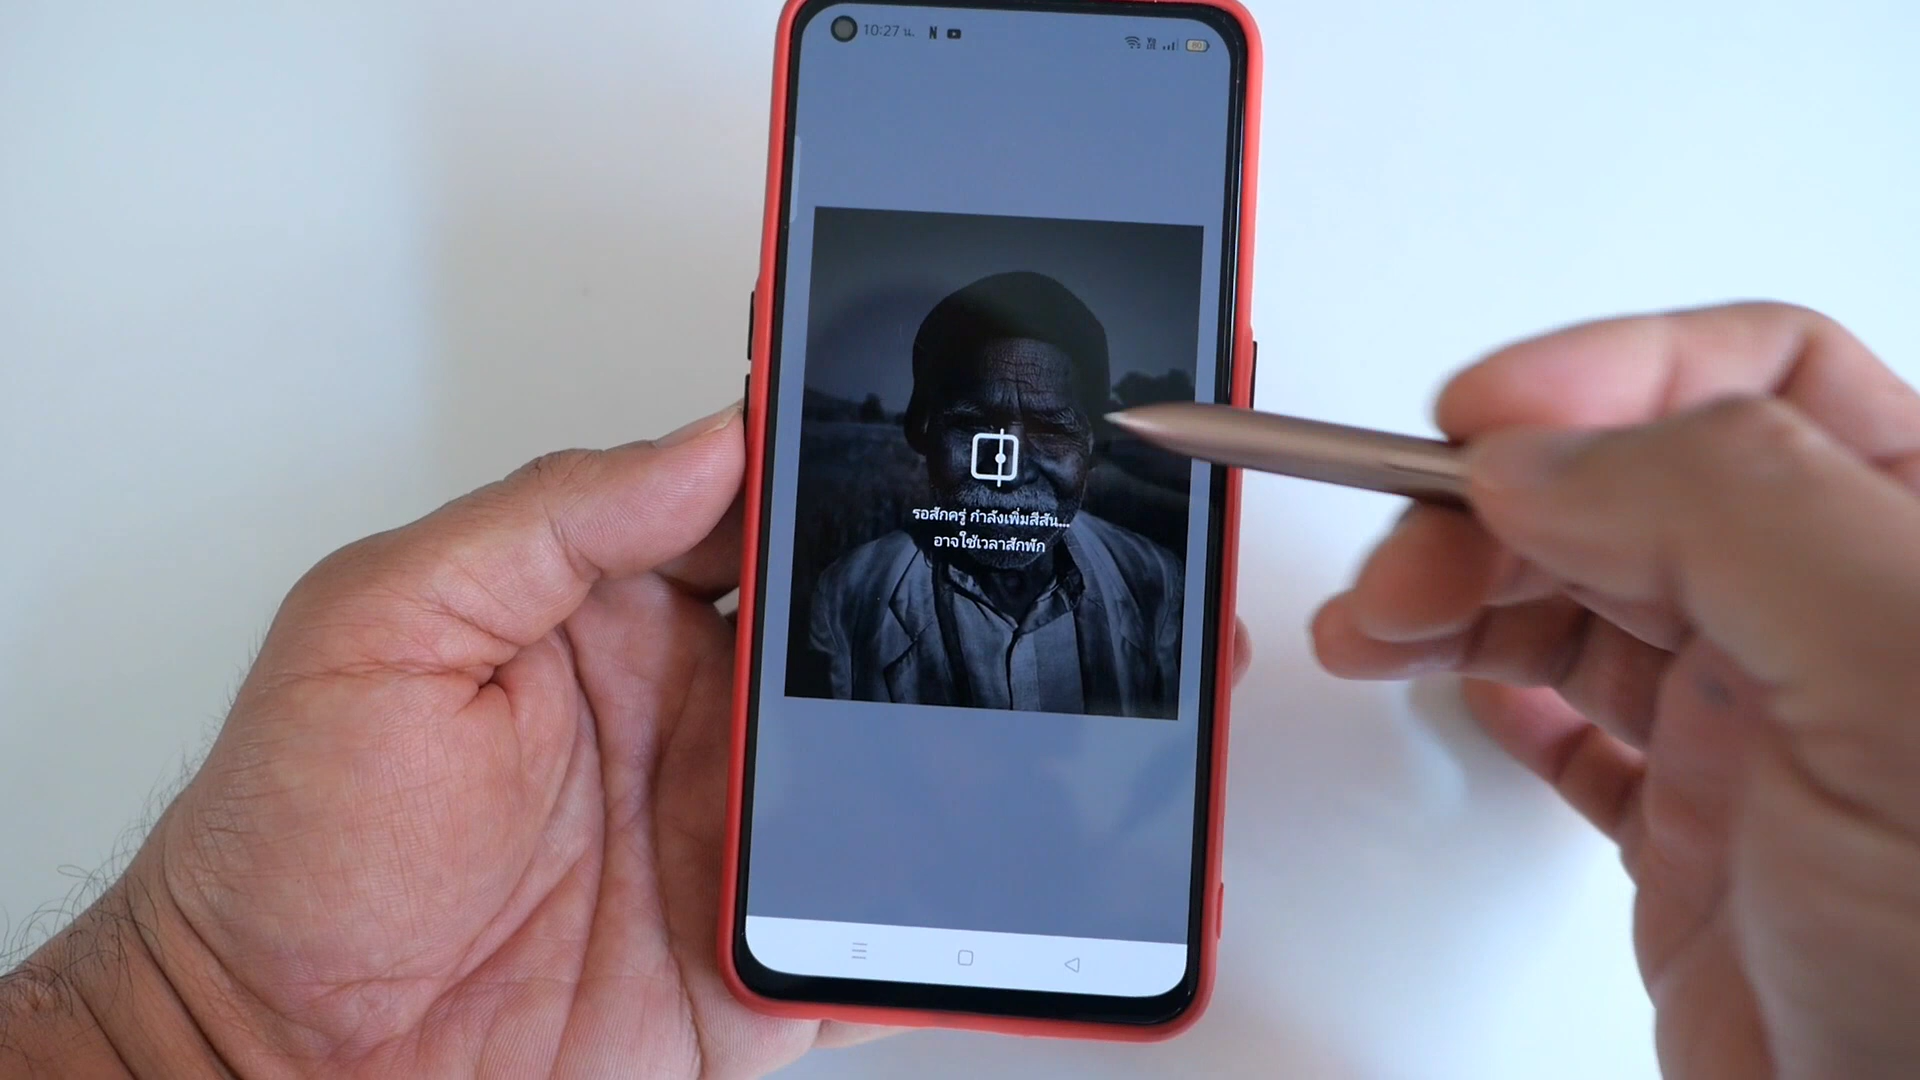 10:27 น. N
80
รอสักครู่ กำลังเพิ่มสีสัน...
อาจใช้เวลาสักพัก